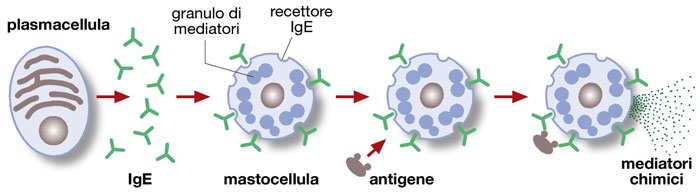 plasmacellula
granulo di
mediatori
recettore
IgE
IgE
mastocellula
antigene
mediatori
chimici